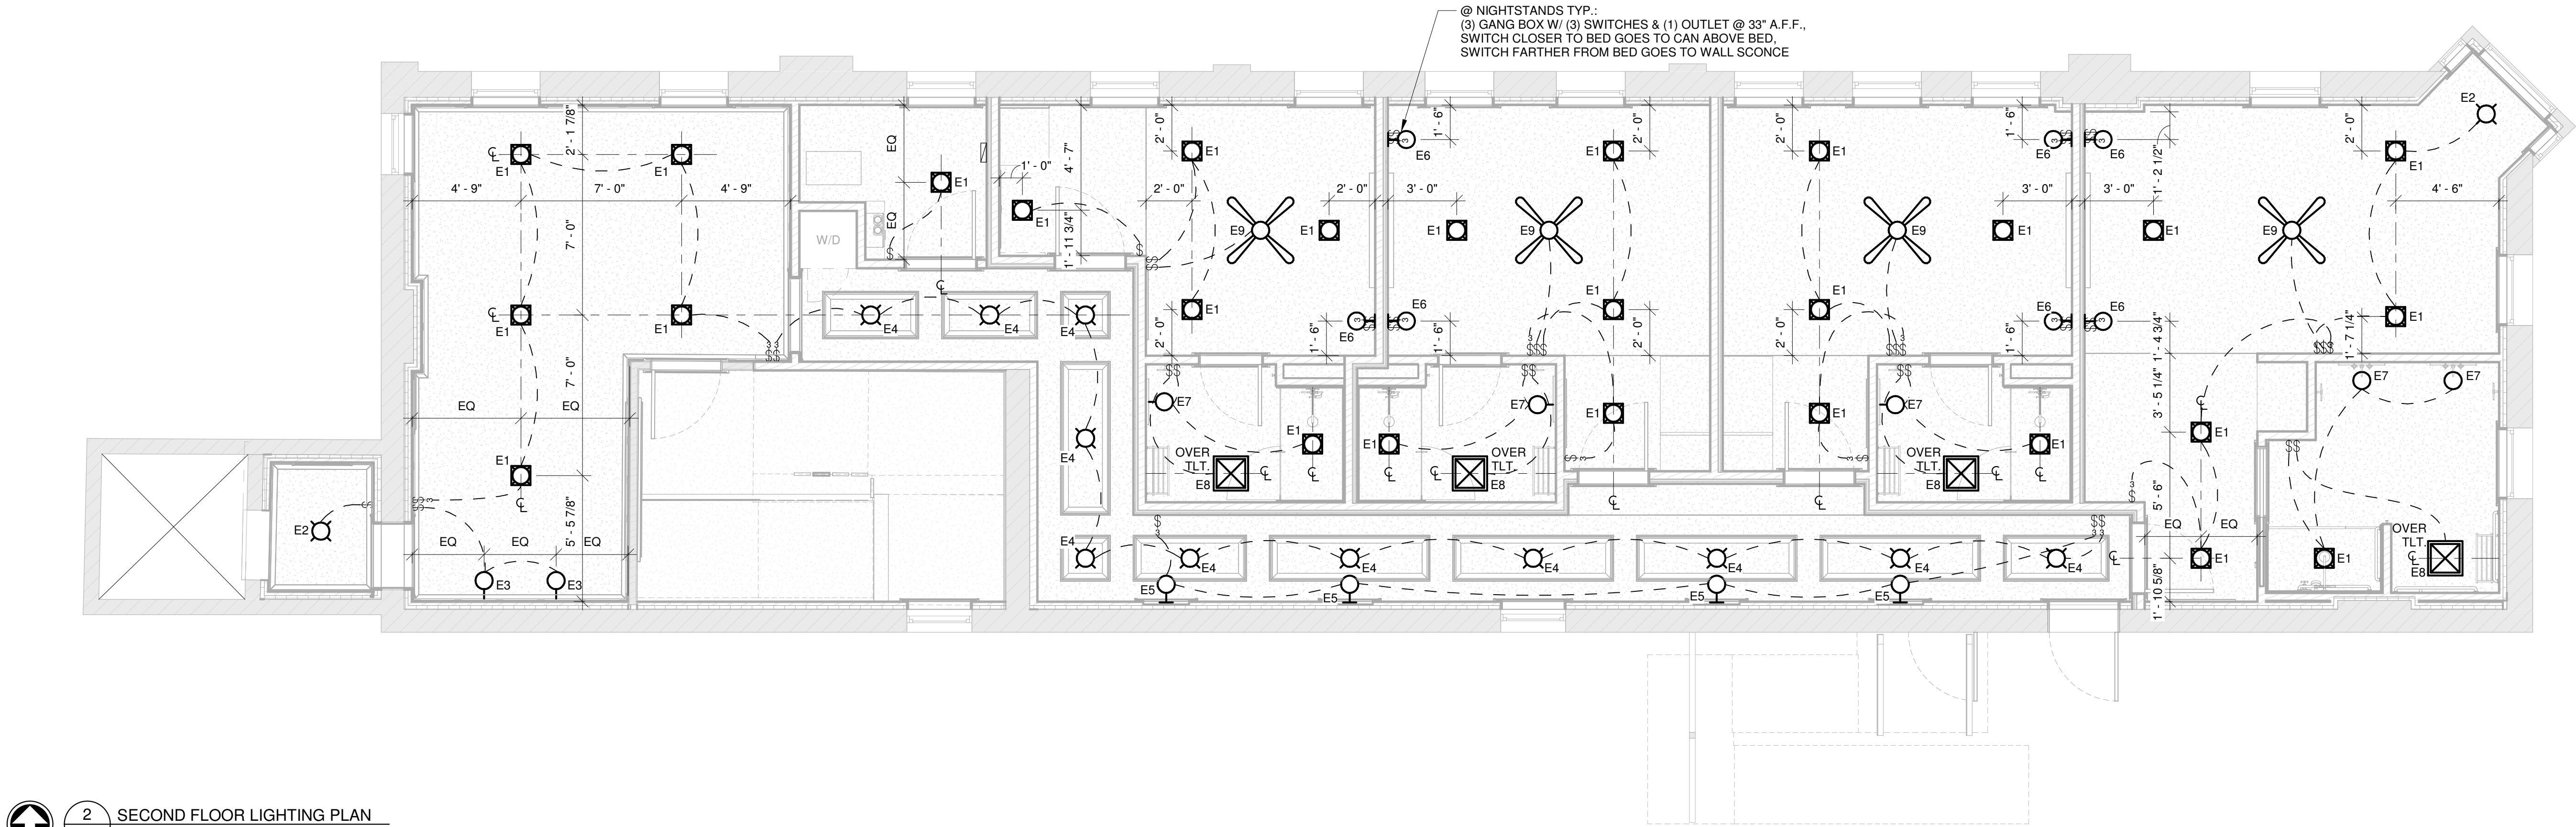 @ NIGHTSTANDS TYP.:
(3) GANG BOX W/ (3) SWITCHES & (1) OUTLET @ 33" A.F.F.,
SWITCH CLOSER TO BED GOES TO CAN ABOVE BED,
SWITCH FARTHER FROM BED GOES TO WALL SCONCE
E2
2' - 1 7/8"
EQ
4' - 7"
2' - 0"
1' - 6"
2' - 0"
2' - 0"
1' - 6"
1' - 2 1/2"
2' - 0"
E1
E1
E1
E1
E1
E1
E1
E6
E6
E6
1' - 0"
4' - 9"
7' - 0"
4' - 9"
2' - 0"
2' - 0"
3' - 0"
3' - 0"
3' - 0"
4' - 6"
E1
7' - 0"
EQ
W/D
1' - 11 3/4"
E9
E1
E1
E9
E9
E1
E1
E9
E1
E1
E1
E4
E4
E4
E1
2' - 0"
1' - 6"
E6
E6
1' - 6"
E1
2' - 0"
E1
2' - 0"
1' - 6"
E6
E6
1' - 4 3/4"
1' - 7 1/4"
E1
7' - 0"
EQ
EQ
E7
E7
E7
E7
E7
3' - 5 1/4"
E1
E1
E1
E1
E1
E1
E1
E4
OVER
TLT.
E8
OVER
TLT.
E8
OVER
TLT.
E8
E2
5' - 5 7/8"
5' - 6"
EQ
EQ
EQ
EQ
EQ
E3
E3
E4
E4
E4
E4
E4
E4
E4
E5
E5
E5
E5
E1
E1
OVER
TLT.
E8
1' - 10 5/8"
2
SECOND FLOOR LIGHTING PLAN